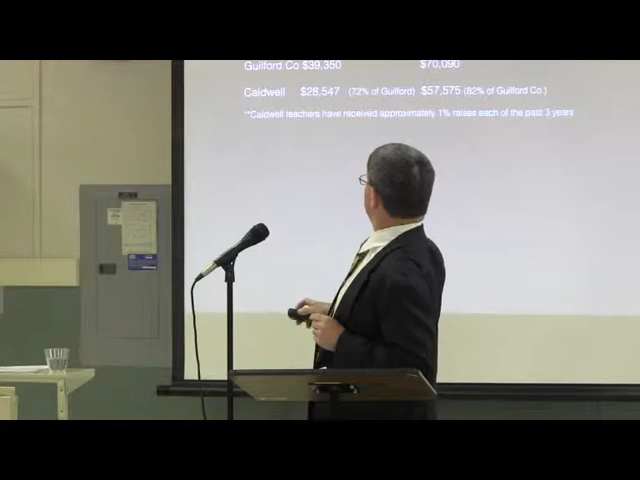 Guilford Co $39,350 $70,090
Caldwell $28,547 (72% of Guilford) $57,575 (82% of Guilford Co.)
**Caldwell teachers have received approximately 1% raises each of the past 3 years